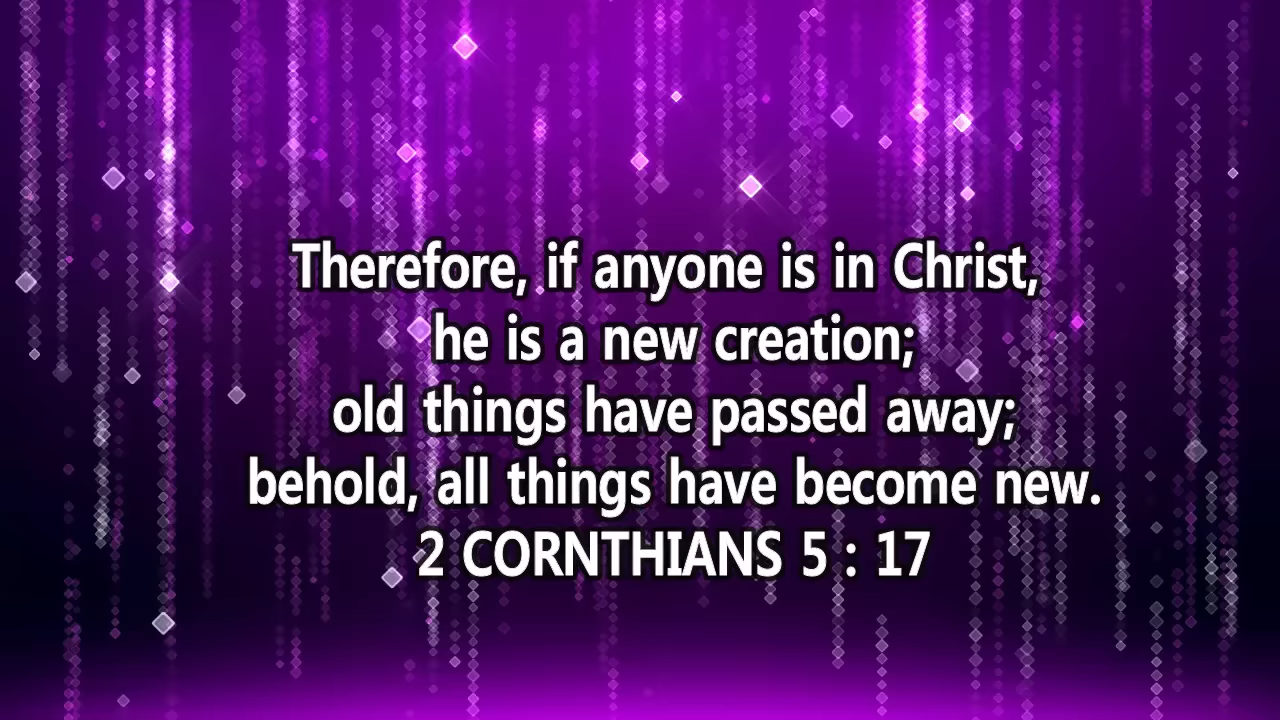 Therefore, if anyone is in Christ,
he is a new creation;
old things have passed away;
behold, all things have become new.
2 CORNTHIANS 5 : 17